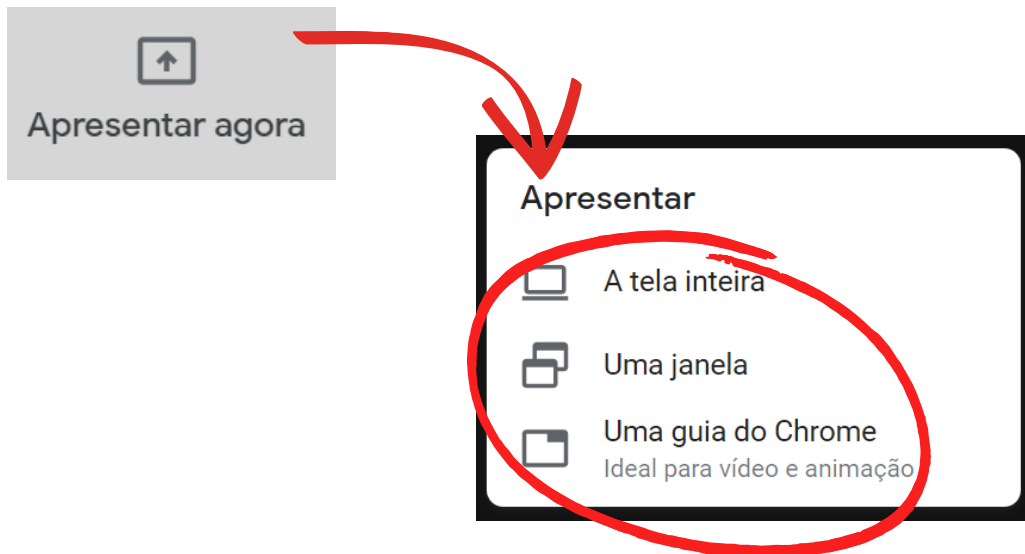 Apresentar agora
Apresentar
A tela inteira
Uma janela
Uma guia do Chrome
Ideal para vídeo e animação